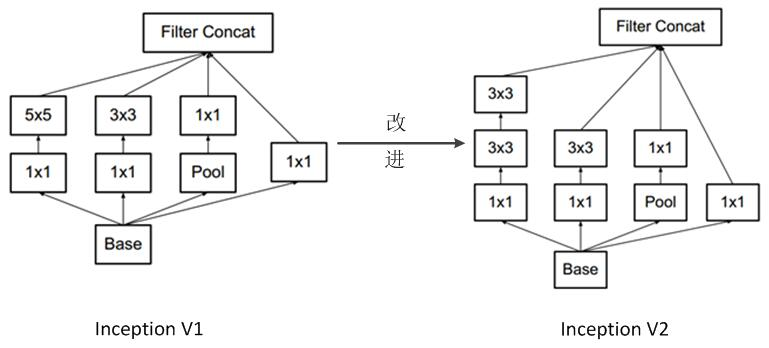 Filter Concat
5x5
3x3
1x1
1x1
1x1
Pool
1x1
Base
Inception V1
改
进
Filter Concat
3x3
3x3
3x3
1x1
1x1
1x1
Pool
1x1
Base
Inception V2